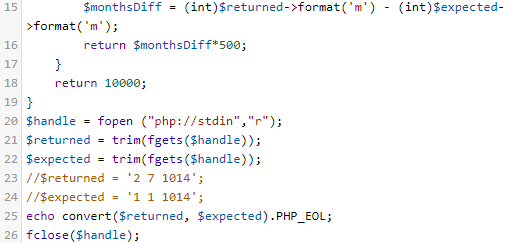 15 $monthsDiff = (int)$returned->format('m') - (int)$expected-
>format('m');
16 return $monthsDiff*500;
17 }
18 return 10000;
19 }
20 $handle = fopen ("php://stdin","r");
21 $returned = trim(fgets($handle));
22 $expected = trim(fgets($handle));
23 //$returned = '2 7 1014';
24 //$expected = '1 1 1014';
25 echo convert($returned, $expected).PHP_EOL;
26 fclose($handle);